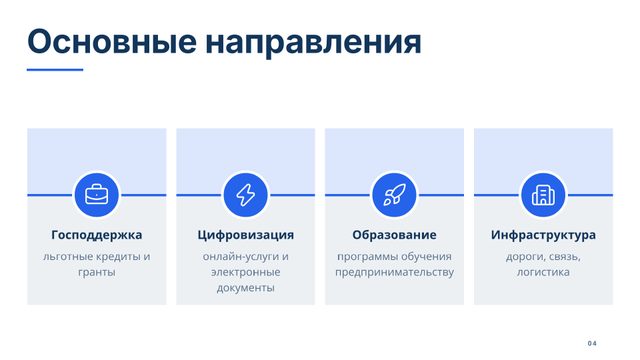 Основные направления
Господдержка
льготные кредиты и
гранты
Цифровизация
онлайн-услуги и
электронные
документы
Образование
программы обучения
предпринимательству
Инфраструктура
дороги, связь,
логистика
04